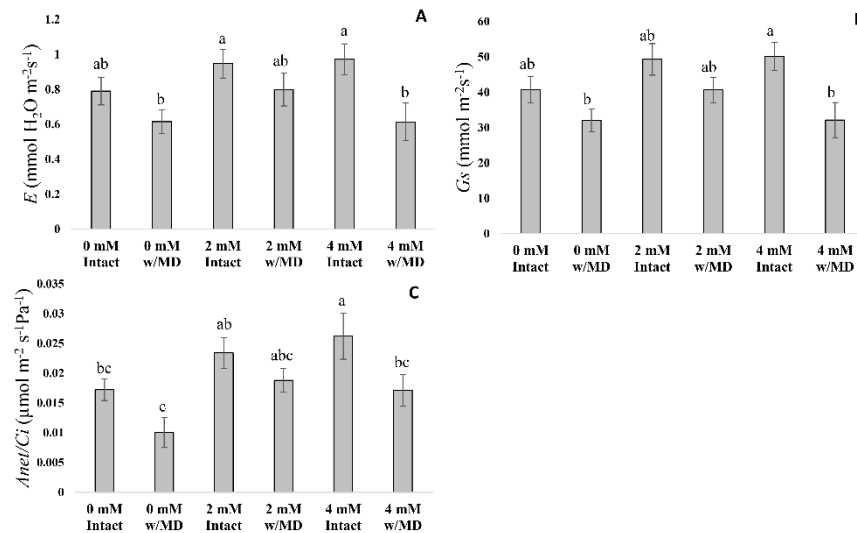 A
E (mmol H2O m-2s-1)
1.2
1
0.8
0.6
0.4
0.2
0
ab
b
a
ab
a
b
0 mM Intact
0 mM w/MD
2 mM Intact
2 mM w/MD
4 mM Intact
4 mM w/MD
Gs (mmol m-2s-1)
60
50
40
30
20
10
0
ab
b
ab
ab
a
b
0 mM Intact
0 mM w/MD
2 mM Intact
2 mM w/MD
4 mM Intact
4 mM w/MD
C
Anet/Ci (μmol m-2 s-1Pa-1)
0.035
0.03
0.025
0.02
0.015
0.01
0.005
0
bc
c
ab
abc
a
bc
0 mM Intact
0 mM w/MD
2 mM Intact
2 mM w/MD
4 mM Intact
4 mM w/MD